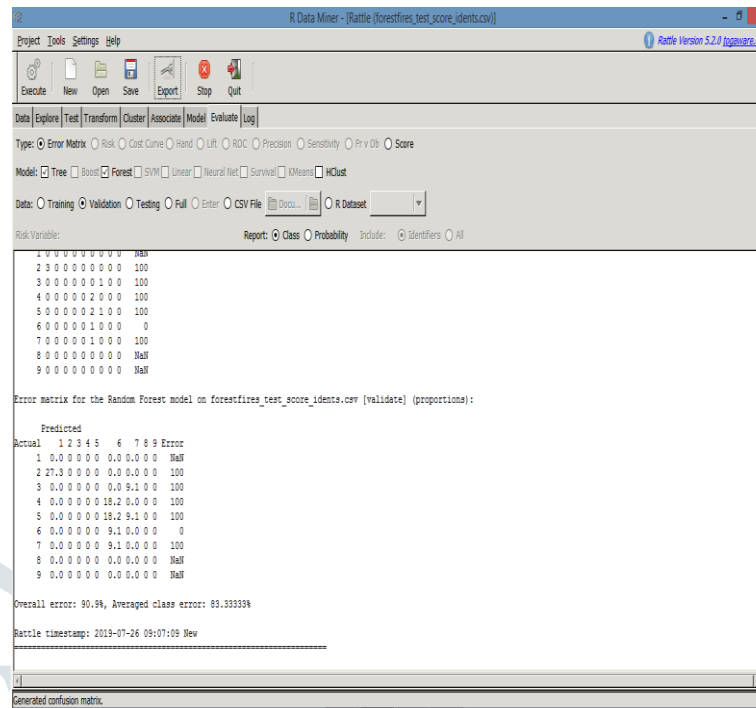 R Data Miner - [Rattle (forestfires_test_score_idents.csv)]
Project Tools Settings Help
Rattle Version 5.2.0 togaware.
Execute New Open Save Export Stop Quit
Data Explore Test Transform Cluster Associate Model Evaluate Log
Type: Error Matrix Risk Cost Curve Hand Lift ROC Precision Sensitivity Pr v Ob Score
Model: Tree Boost Forest SVM Linear Neural Net Survival KMeans HClust
Data: Training Validation Testing Full Enter CSV File Docu... R Dataset
Risk Variable: Report: Class Probability Include: Identifiers All
1 0 0 0 0 0 0 0 0 0 NaN
2 3 0 0 0 0 0 0 0 0 100
3 0 0 0 0 0 0 1 0 0 100
4 0 0 0 0 0 2 0 0 0 100
5 0 0 0 0 0 2 1 0 0 100
6 0 0 0 0 0 1 0 0 0 0
7 0 0 0 0 0 1 0 0 0 100
8 0 0 0 0 0 0 0 0 0 NaN
9 0 0 0 0 0 0 0 0 0 NaN
Error matrix for the Random Forest model on forestfires_test_score_idents.csv [validate] (proportions):
Predicted
Actual 1 2 3 4 5 6 7 8 9 Error
1 0.0 0 0 0 0 0.0 0.0 0 0 NaN
2 27.3 0 0 0 0 0.0 0.0 0 0 100
3 0.0 0 0 0 0 0.0 9.1 0 0 100
4 0.0 0 0 0 0 18.2 0.0 0 0 100
5 0.0 0 0 0 0 18.2 9.1 0 0 100
6 0.0 0 0 0 0 9.1 0.0 0 0 0
7 0.0 0 0 0 0 9.1 0.0 0 0 100
8 0.0 0 0 0 0 0.0 0.0 0 0 NaN
9 0.0 0 0 0 0 0.0 0.0 0 0 NaN
Overall error: 90.9%, Averaged class error: 83.33333%
Rattle timestamp: 2019-07-26 09:07:09 New
======================================================================
Generated confusion matrix.